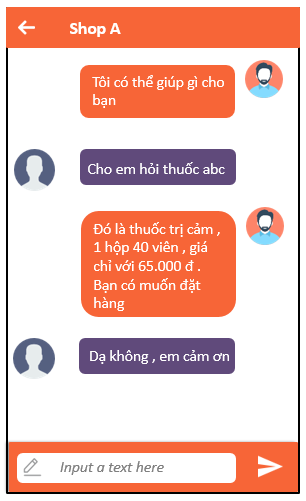 Shop A
Tôi có thể giúp gì cho
bạn
Cho em hỏi thuốc abc
Đó là thuốc trị cảm ,
1 hộp 40 viên , giá
chỉ với 65.000 đ .
Bạn có muốn đặt
hàng
Dạ không , em cảm ơn
Input a text here